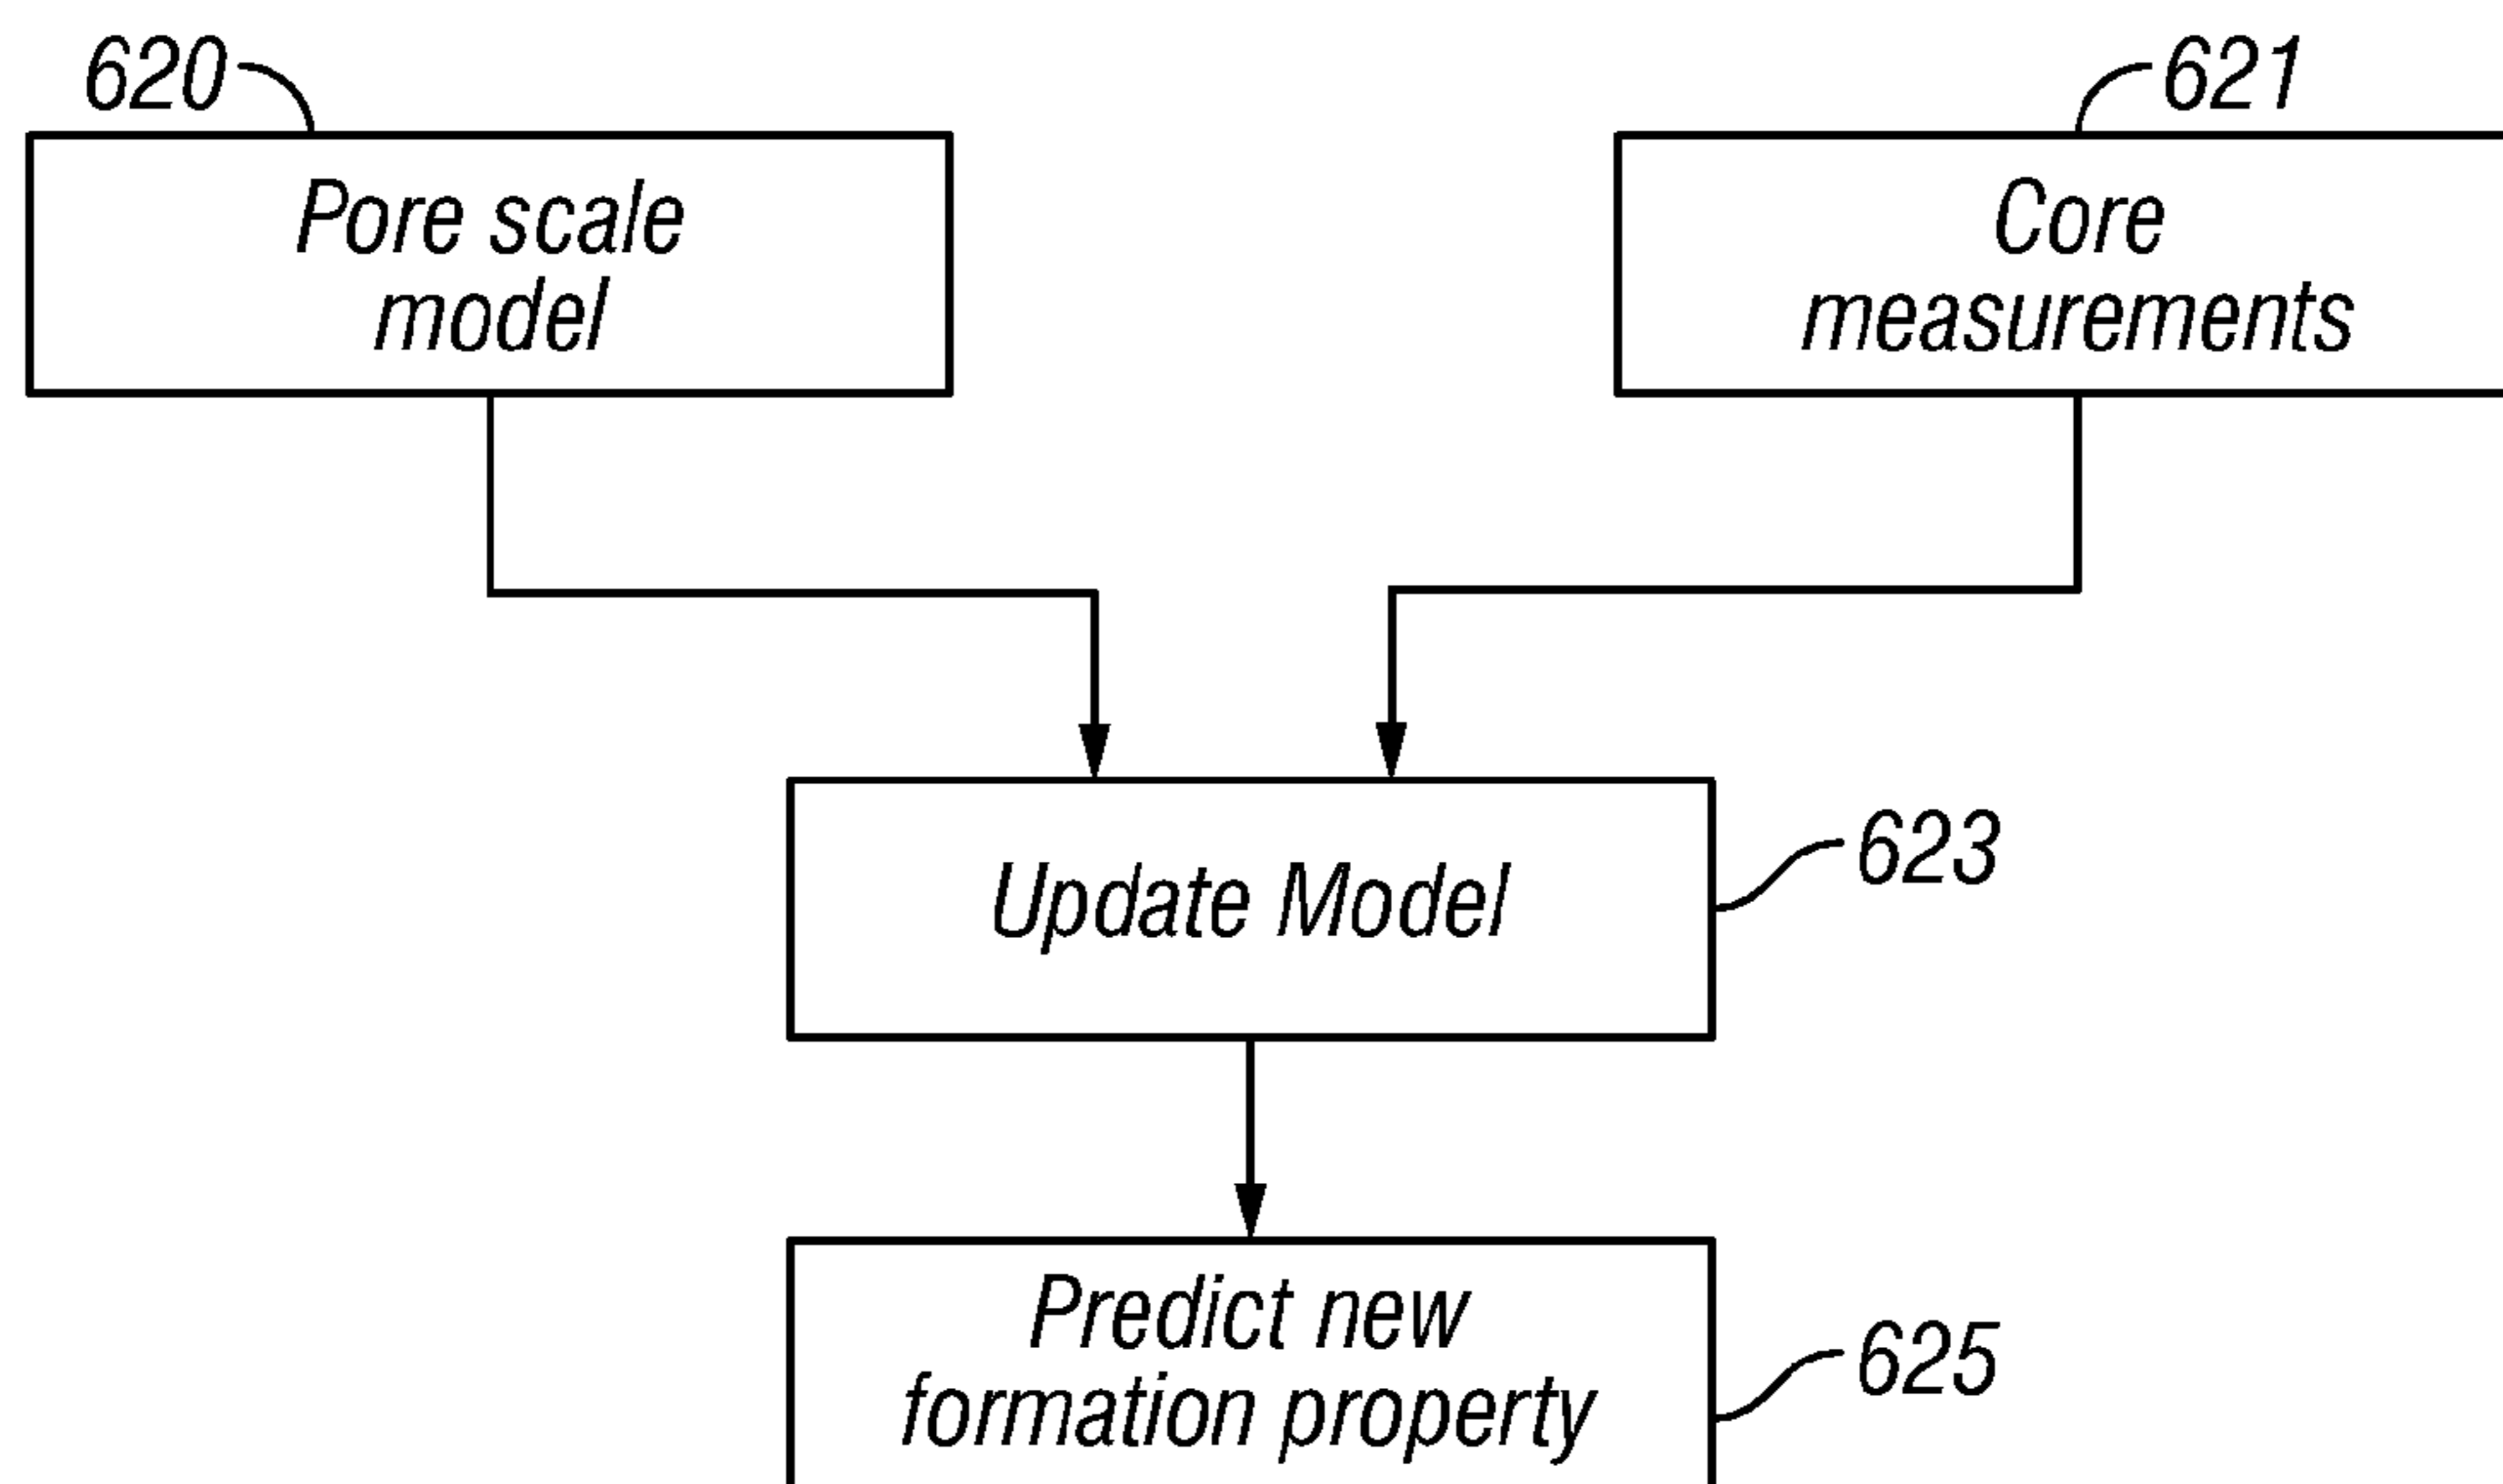 620
621
Pore scale
model
Core
measurements
Update Model
623
Predict new
formation property
625